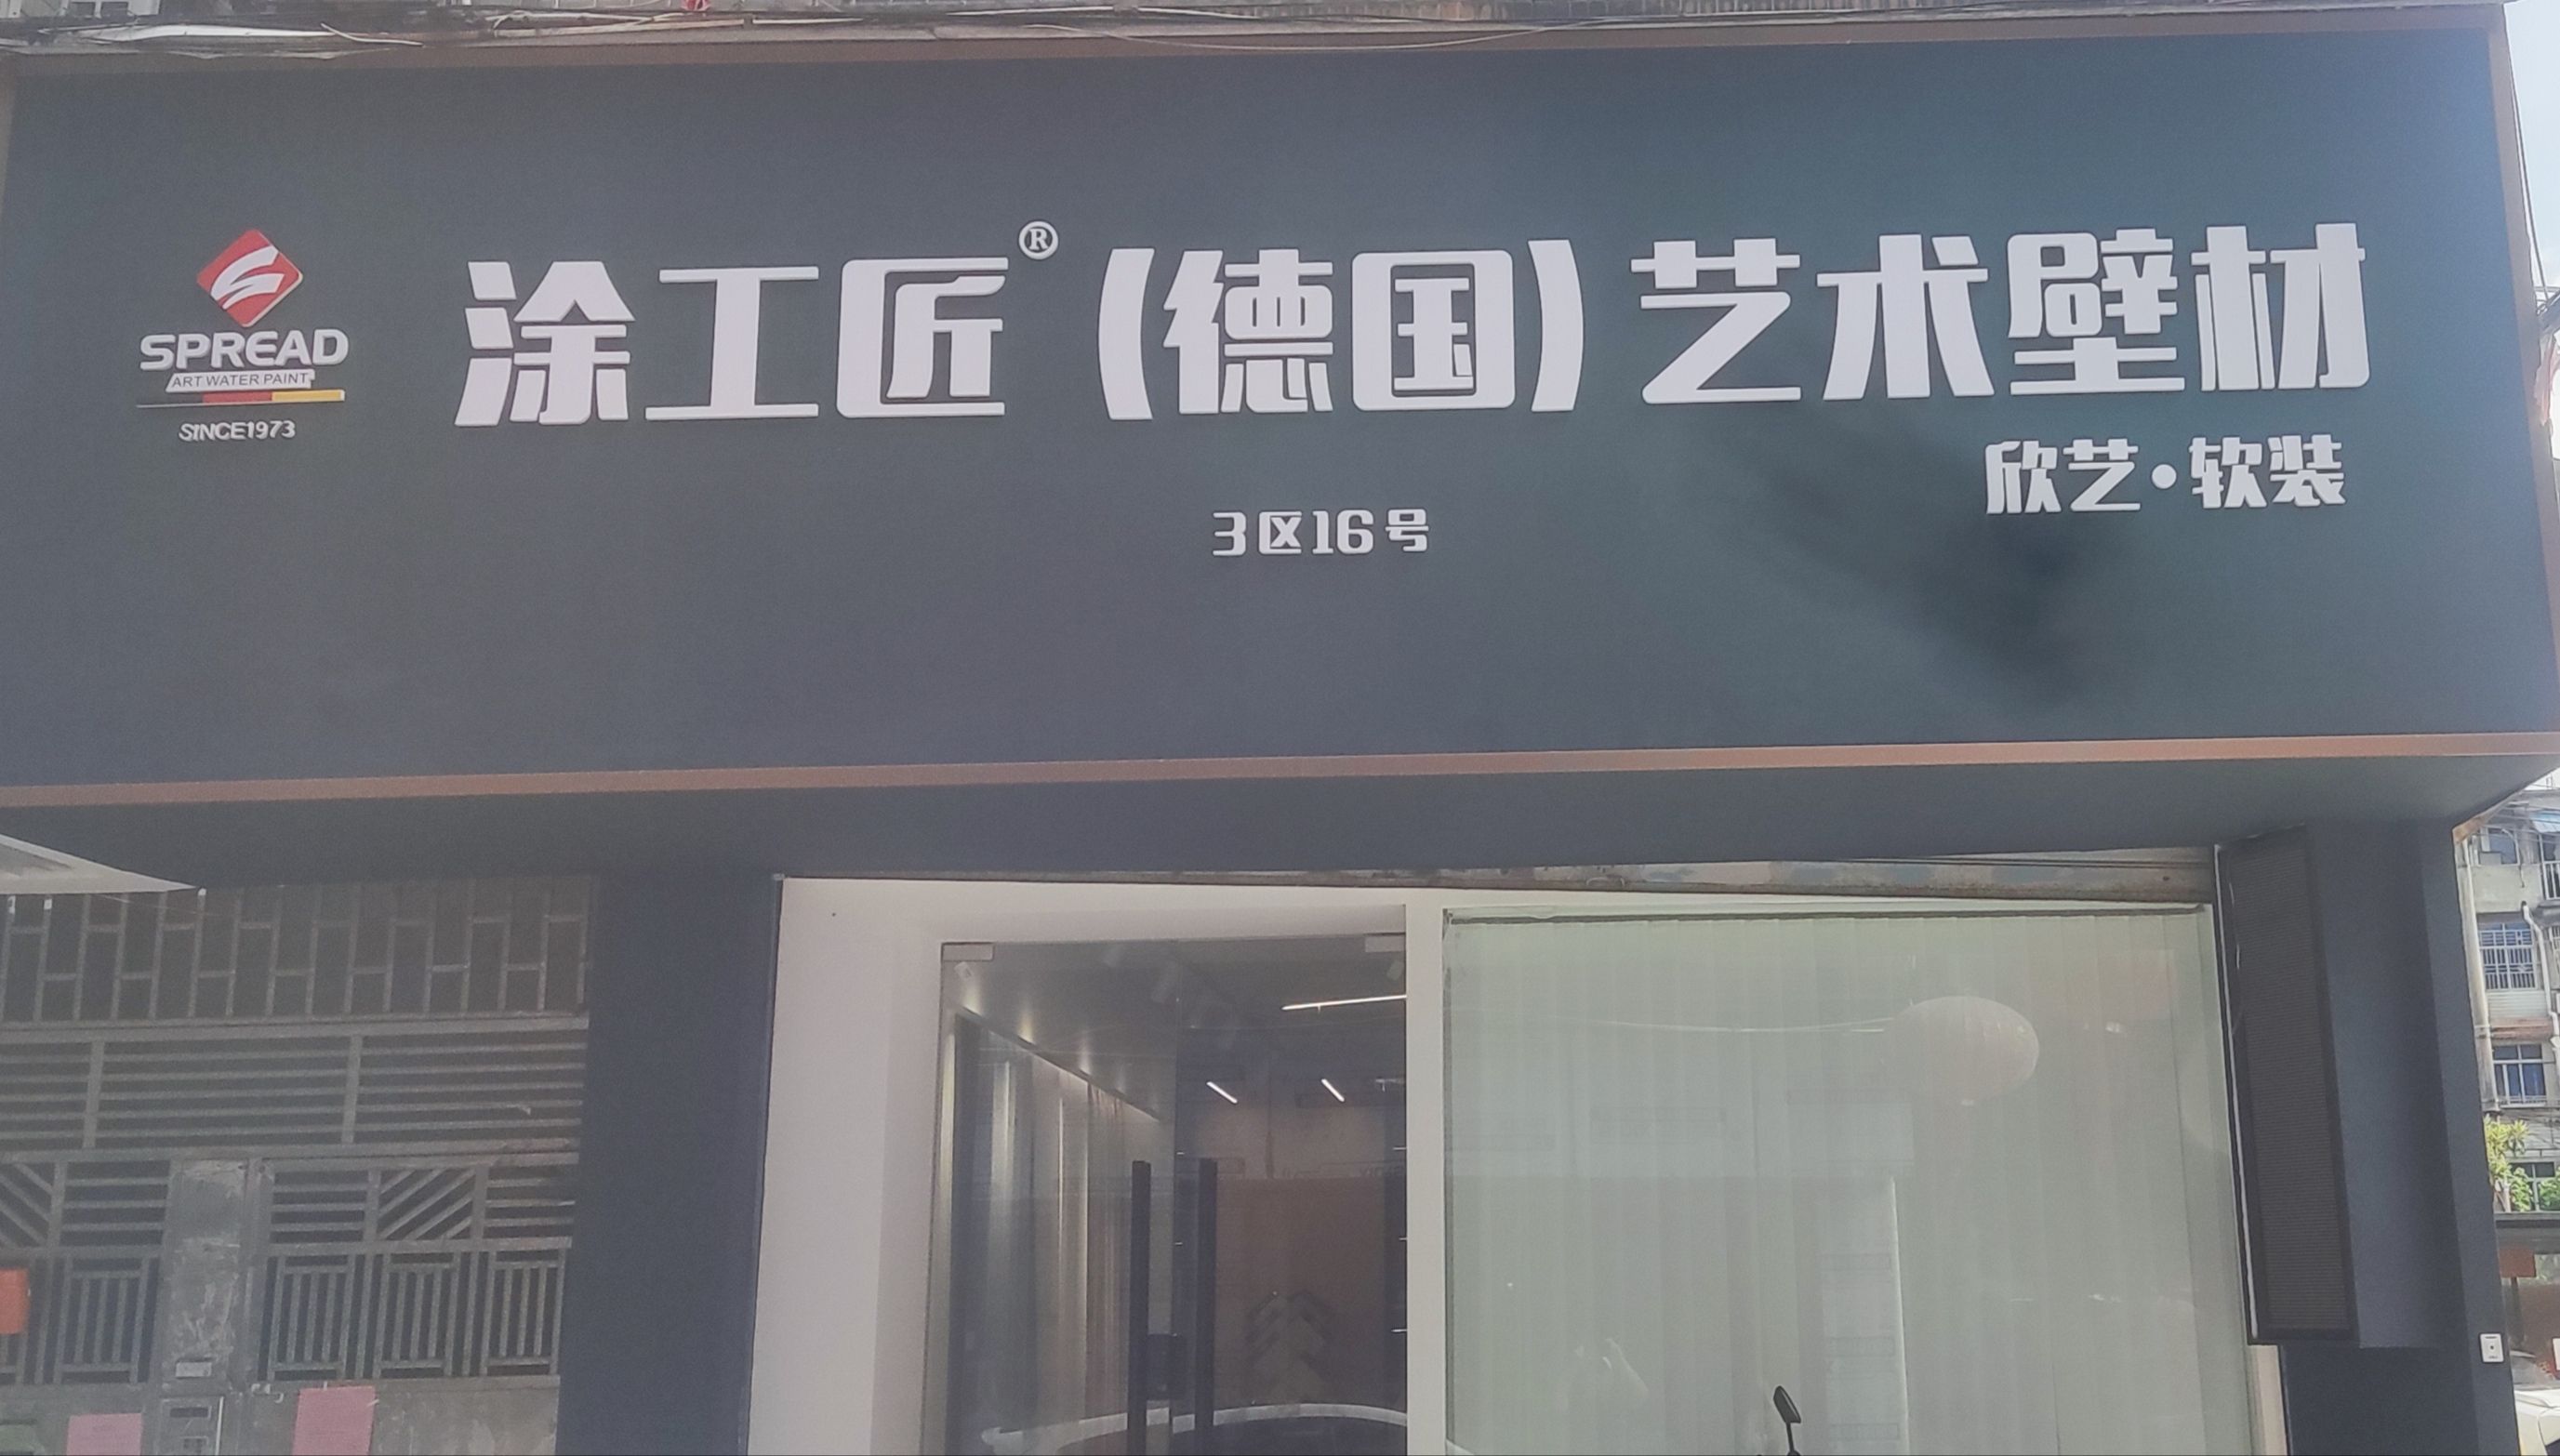 SPREAD
ART WATER PAINT
SINCE1973
涂工匠®(德国)艺术壁材
欣艺·软装
3区16号